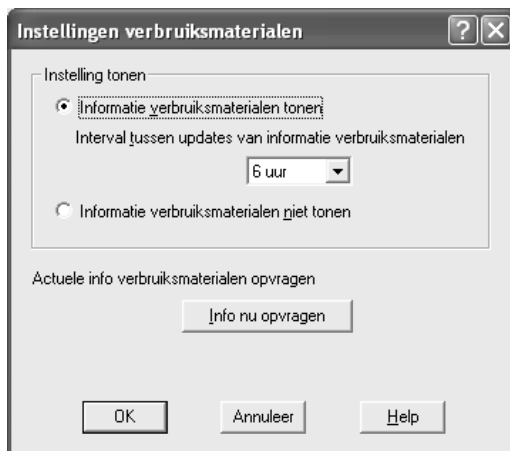 Instellingen verbruiksmaterialen
Instelling tonen
Informatie verbruiksmaterialen tonen
Interval tussen updates van informatie verbruiksmaterialen
6 uur
Informatie verbruiksmaterialen niet tonen
Actuele info verbruiksmaterialen opvragen
Info nu opvragen
OK Annuleer Help